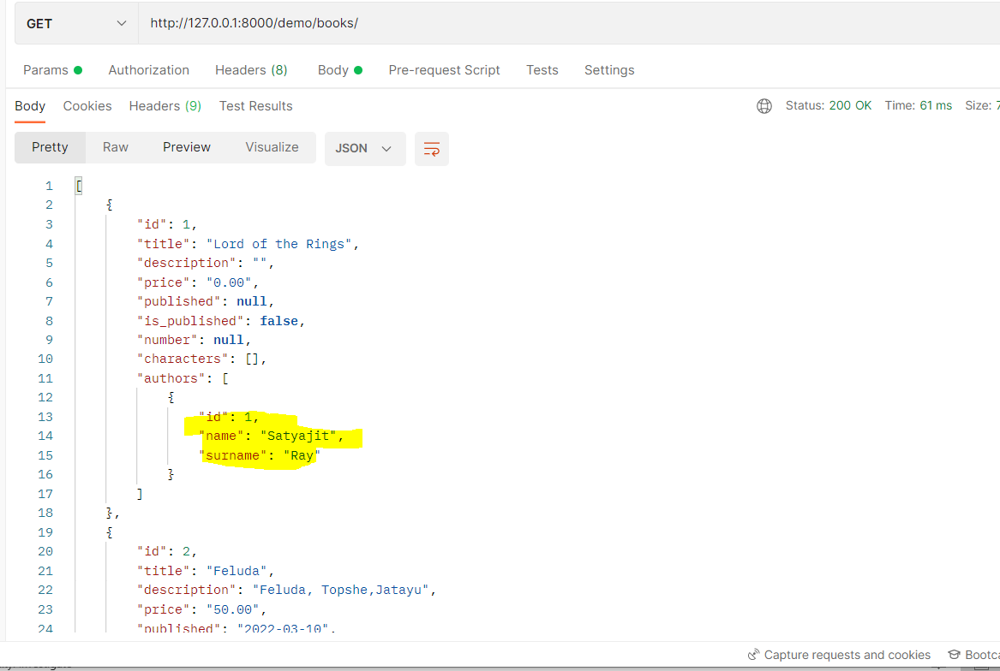 GET http://127.0.0.1:8000/demo/books/
Params Authorization Headers (8) Body Pre-request Script Tests Settings
Body Cookies Headers (9) Test Results Status: 200 OK Time: 61 ms Size:
Pretty Raw Preview Visualize JSON
1 [
2 {
3 "id": 1,
4 "title": "Lord of the Rings",
5 "description": "",
6 "price": "0.00",
7 "published": null,
8 "is_published": false,
9 "number": null,
10 "characters": [],
11 "authors": [
12 {
13 "id": 1,
14 "name": "Satyajit",
15 "surname": "Ray"
16 }
17 ]
18 },
19 {
20 "id": 2,
21 "title": "Feluda",
22 "description": "Feluda, Topshe,Jatayu",
23 "price": "50.00",
24 "published": "2022-03-10",
Capture requests and cookies Bootca